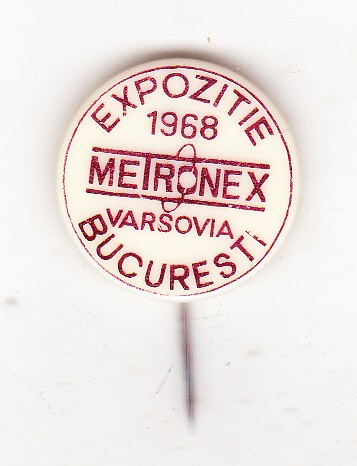 EXPOZITIE
1968
METRONEX
VARSOVIA
BUCURESTI